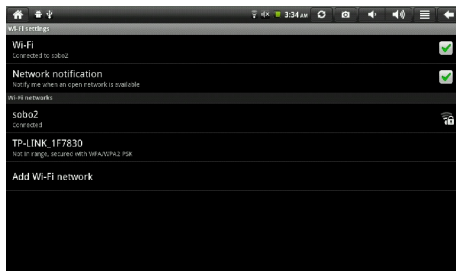 3:34 AM
Wi-Fi settings
Wi-Fi
Connected to sobo2
Network notification
Notify me when an open network is available
Wi-Fi networks
sobo2
Connected
TP-LINK_1F7830
Not in range, secured with WPA/WPA2 PSK
Add Wi-Fi network